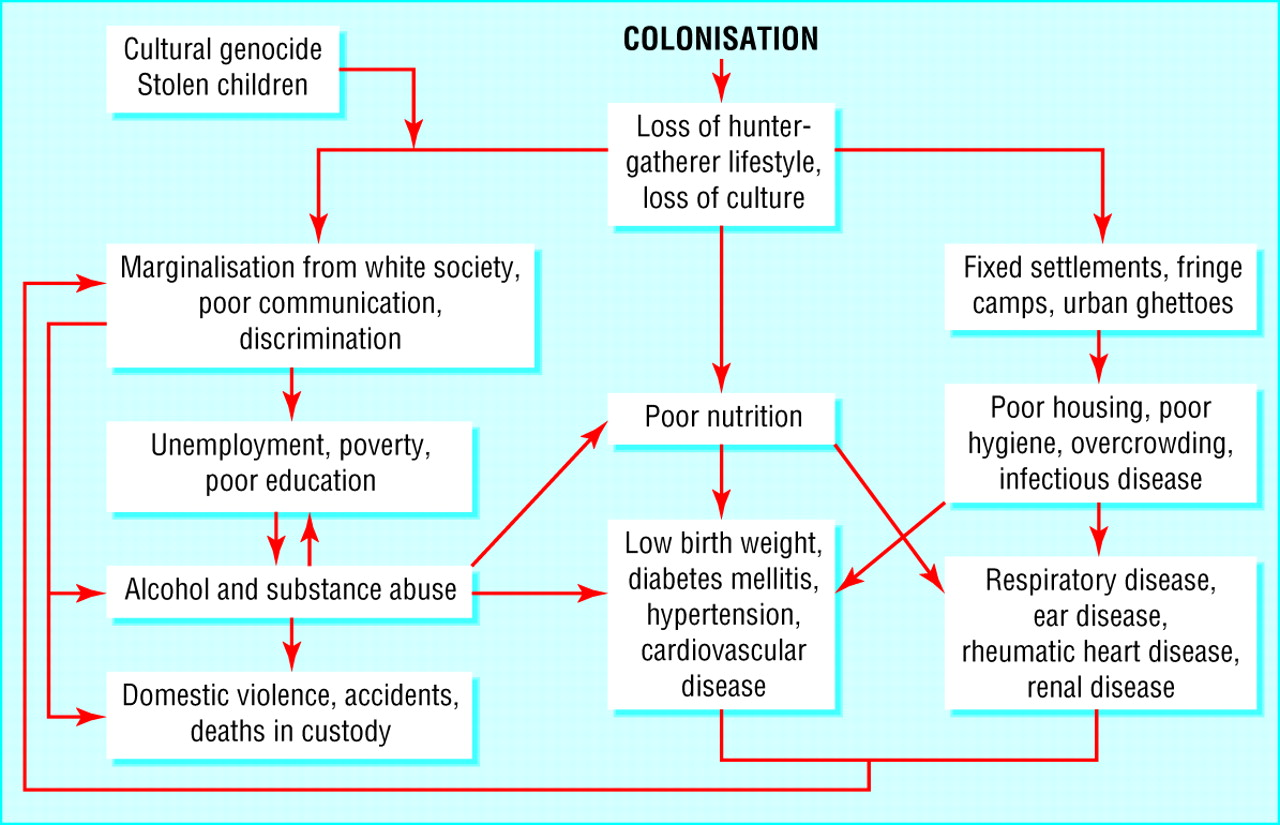 Cultural genocide
Stolen children
COLONISATION
Loss of hunter-
gatherer lifestyle,
loss of culture
Marginalisation from white society,
poor communication,
discrimination
Fixed settlements, fringe
camps, urban ghettoes
Unemployment, poverty,
poor education
Poor nutrition
Poor housing, poor
hygiene, overcrowding,
infectious disease
Alcohol and substance abuse
Low birth weight,
diabetes mellitis,
hypertension,
cardiovascular
disease
Respiratory disease,
ear disease,
rheumatic heart disease,
renal disease
Domestic violence, accidents,
deaths in custody